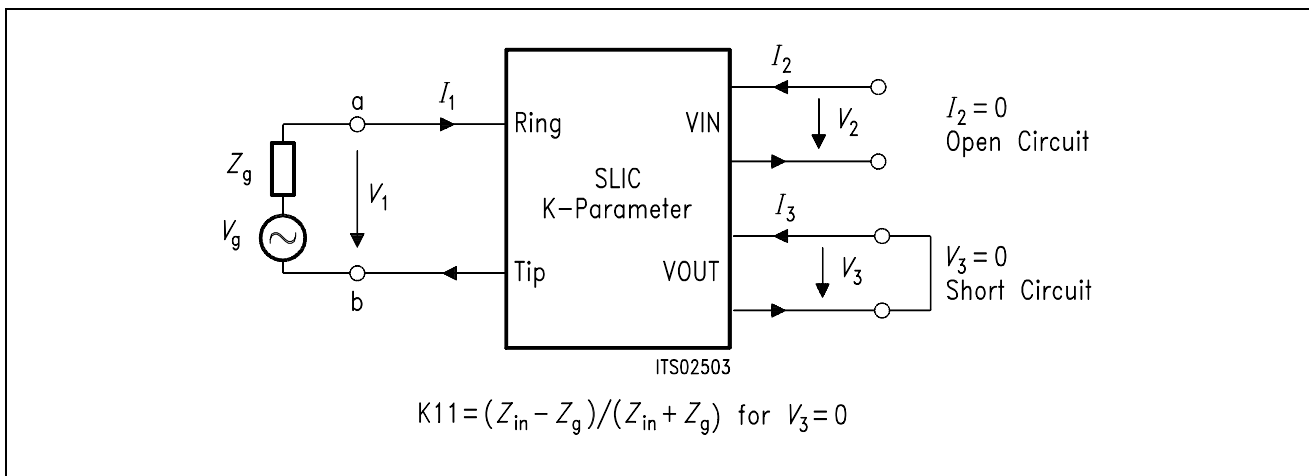 I2
a
I1
Ring
VIN
V2
I2 = 0
Open Circuit
Zg
V1
SLIC
K-Parameter
I3
Vg
Tip
VOUT
V3
V3 = 0
Short Circuit
b
ITS02503
K11 = (Zin − Zg)/(Zin + Zg) for V3 = 0